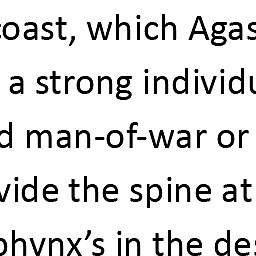 coast, which Agas
a strong individu
d man-of-war or
vide the spine at
phynx’s in the des